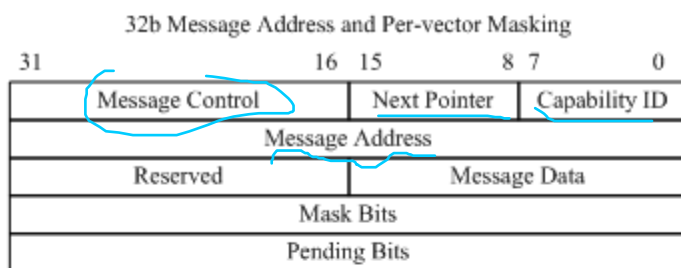 32b Message Address and Per-vector Masking
31 16 15 8 7 0
Message Control Next Pointer Capability ID
Message Address
Reserved Message Data
Mask Bits
Pending Bits